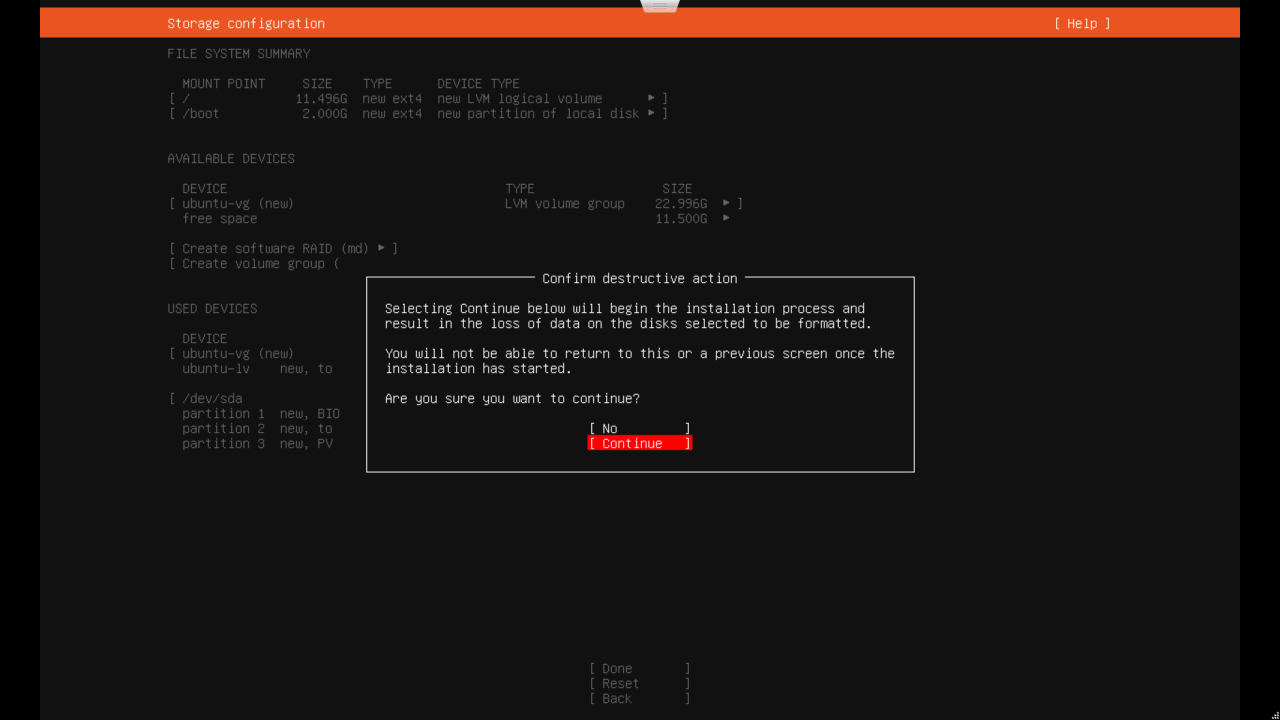 Storage configuration [ Help ]
FILE SYSTEM SUMMARY
MOUNT POINT SIZE TYPE DEVICE TYPE
[ / 11.496G new ext4 new LVM logical volume ▸ ]
[ /boot 2.000G new ext4 new partition of local disk ▸ ]
AVAILABLE DEVICES
DEVICE TYPE SIZE
[ ubuntu-vg (new) LVM volume group 22.996G ▸ ]
free space 11.500G ▸
[ Create software RAID (md) ▸ ]
[ Create volume group (
USED DEVICES
DEVICE
[ ubuntu-vg (new)
ubuntu-lv new, to
[ /dev/sda
partition 1 new, BIO
partition 2 new, to
partition 3 new, PV
Confirm destructive action
Selecting Continue below will begin the installation process and
result in the loss of data on the disks selected to be formatted.
You will not be able to return to this or a previous screen once the
installation has started.
Are you sure you want to continue?
[ No ]
[ Continue ]
[ Done ]
[ Reset ]
[ Back ]